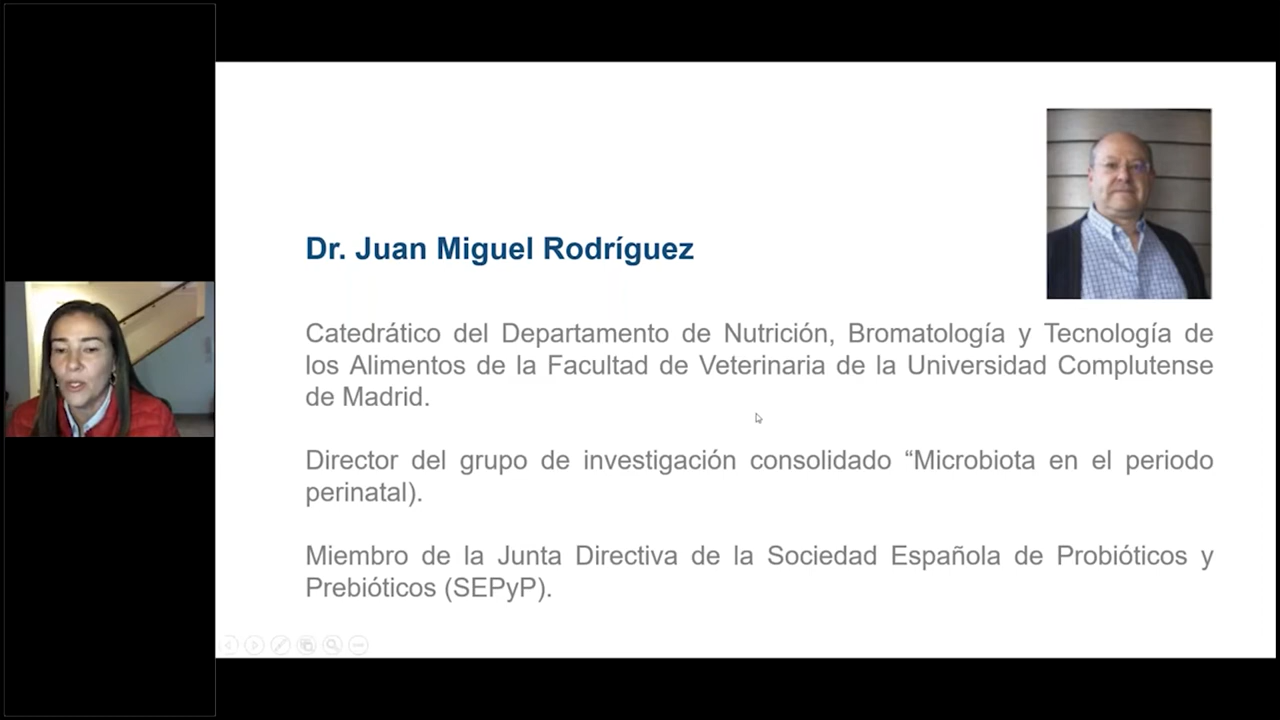 Dr. Juan Miguel Rodríguez
Catedrático del Departamento de Nutrición, Bromatología y Tecnología de
los Alimentos de la Facultad de Veterinaria de la Universidad Complutense
de Madrid.
Director del grupo de investigación consolidado “Microbiota en el periodo
perinatal).
Miembro de la Junta Directiva de la Sociedad Española de Probióticos y
Prebióticos (SEPyP).